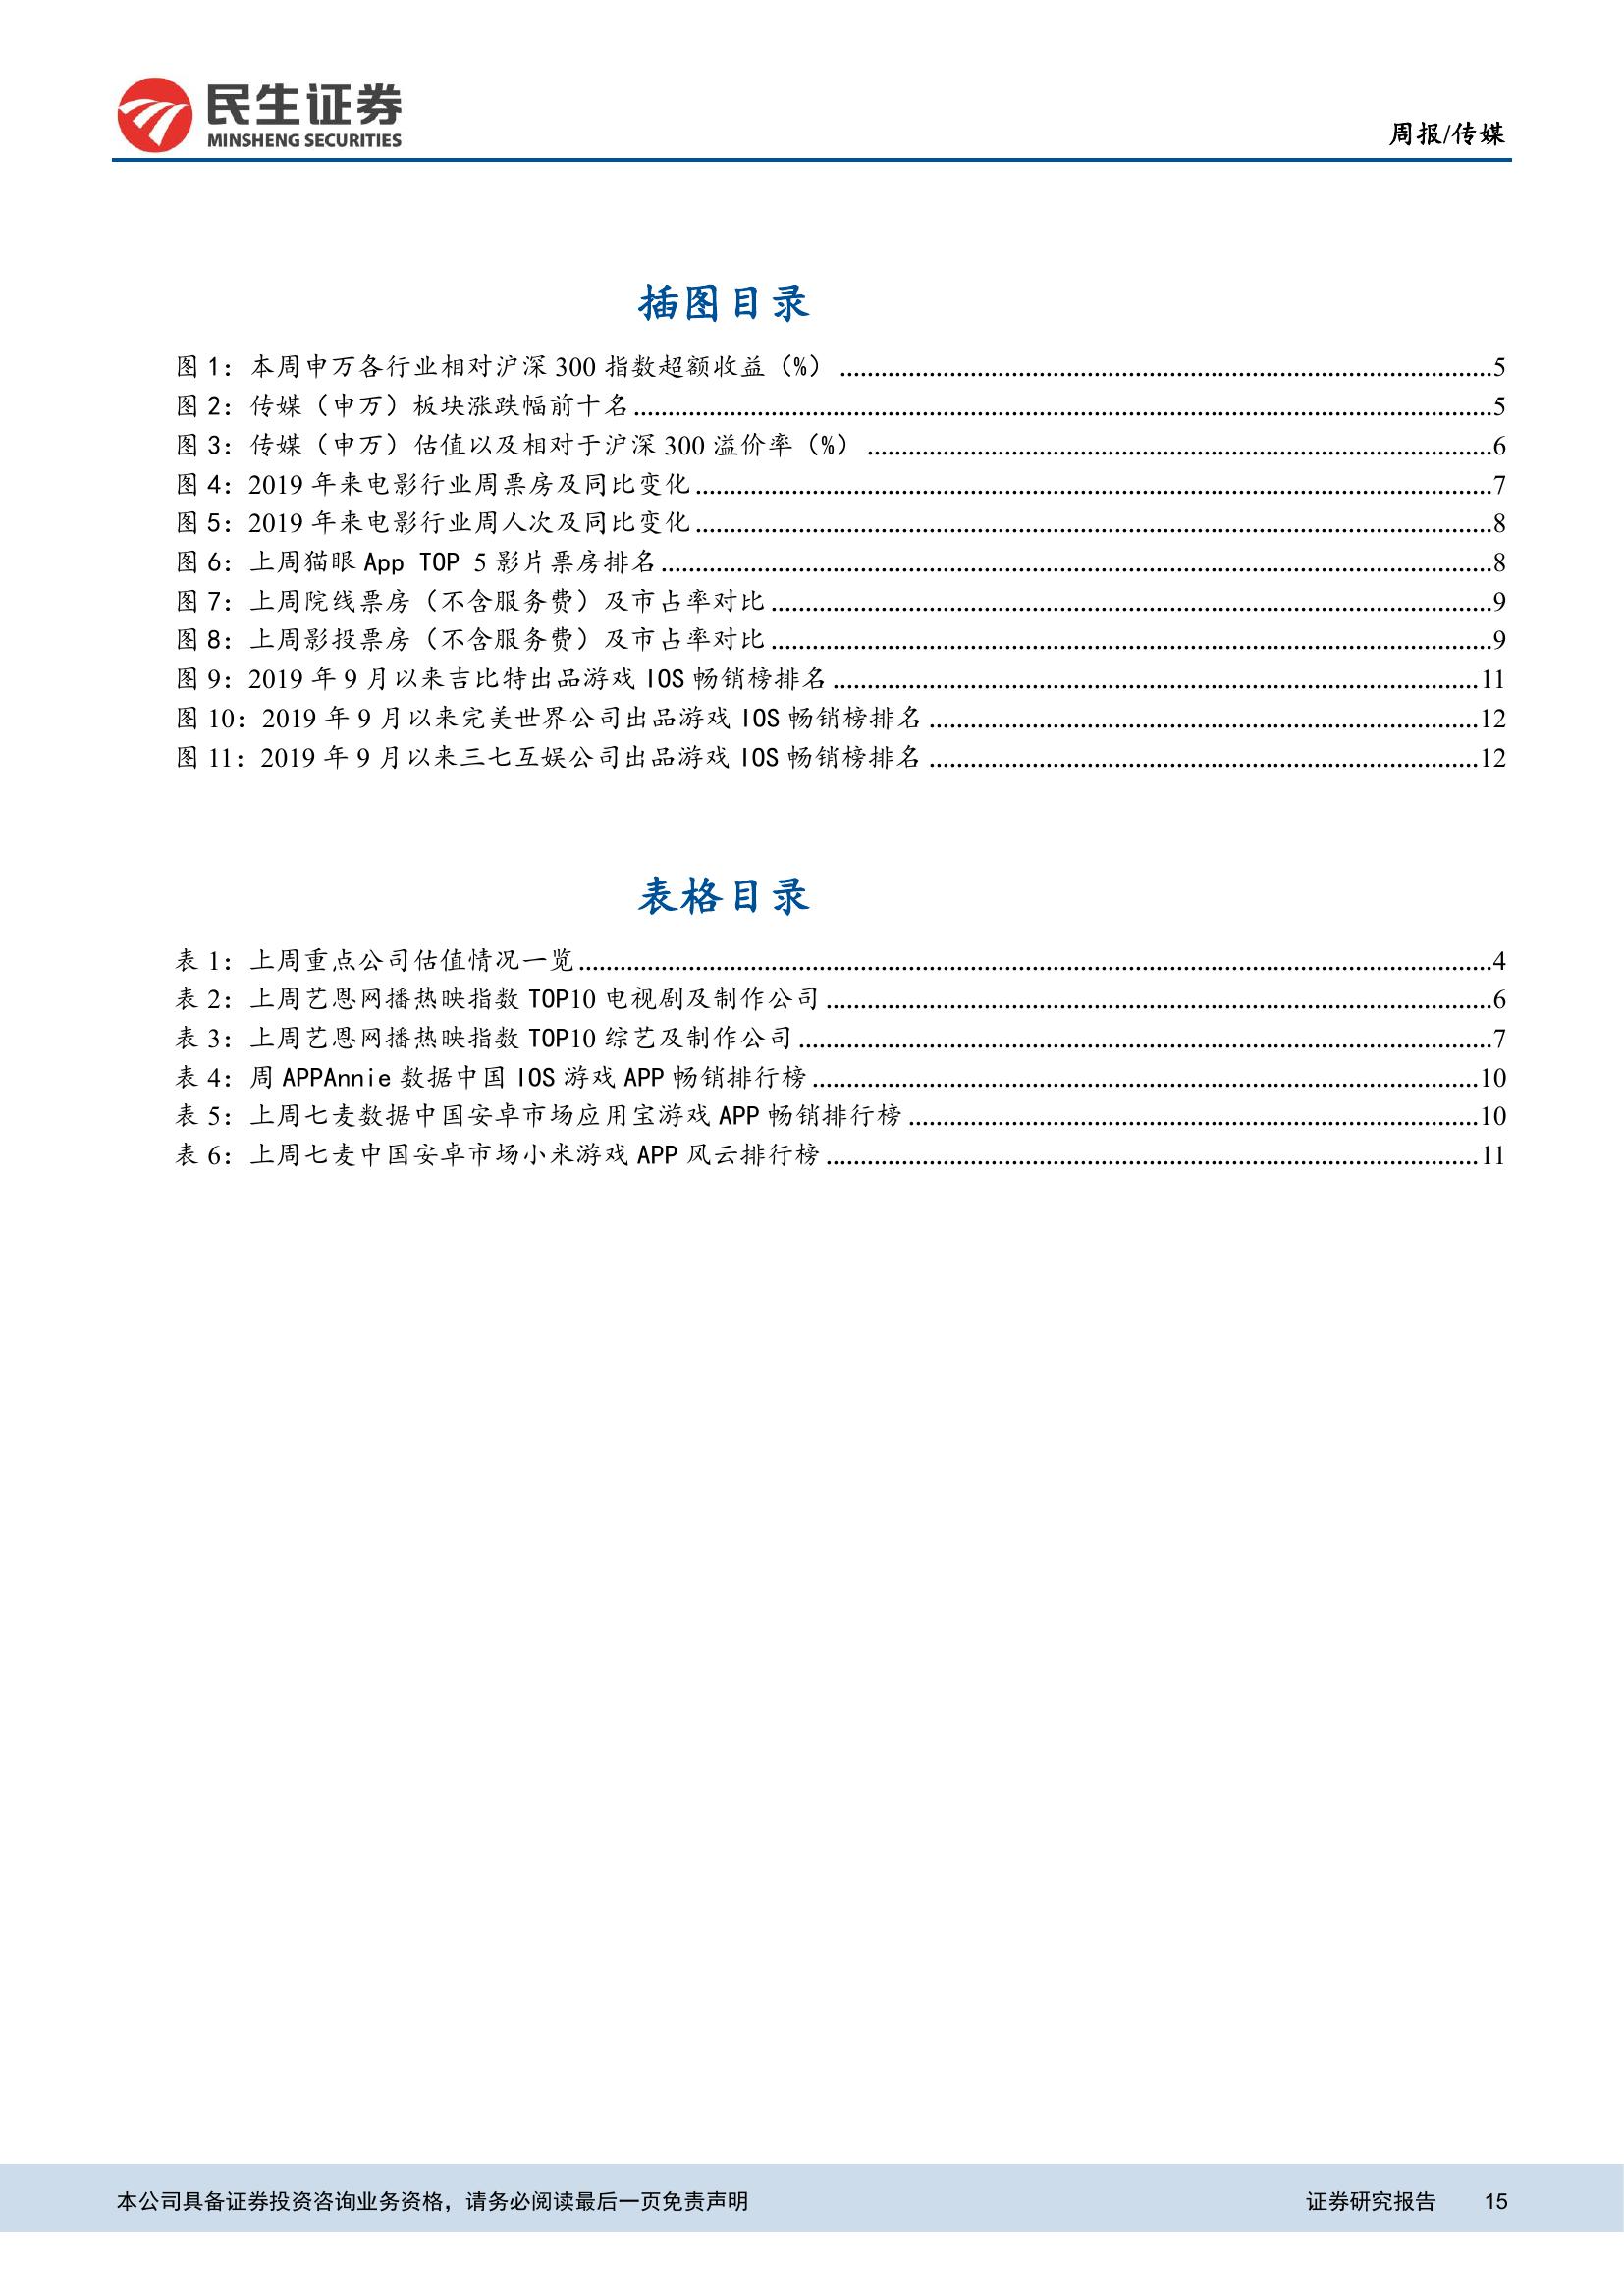 民生证券
MINSHENG SECURITIES
周报/传媒
插图目录
图 1：本周申万各行业相对沪深 300 指数超额收益（%） ........ 5
图 2：传媒（申万）板块涨跌幅前十名 ........ 5
图 3：传媒（申万）估值以及相对于沪深 300 溢价率（%） ........ 6
图 4：2019 年来电影行业周票房及同比变化 ........ 7
图 5：2019 年来电影行业周人次及同比变化 ........ 8
图 6：上周猫眼 App TOP 5 影片票房排名 ........ 8
图 7：上周院线票房（不含服务费）及市占率对比 ........ 9
图 8：上周影投票房（不含服务费）及市占率对比 ........ 9
图 9：2019 年 9 月以来吉比特出品游戏 IOS 畅销榜排名 ........ 11
图 10：2019 年 9 月以来完美世界公司出品游戏 IOS 畅销榜排名 ........ 12
图 11：2019 年 9 月以来三七互娱公司出品游戏 IOS 畅销榜排名 ........ 12
表格目录
表 1：上周重点公司估值情况一览 ........ 4
表 2：上周艺恩网播热映指数 TOP10 电视剧及制作公司 ........ 6
表 3：上周艺恩网播热映指数 TOP10 综艺及制作公司 ........ 7
表 4：周 APPAnnie 数据中国 IOS 游戏 APP 畅销排行榜 ........ 10
表 5：上周七麦数据中国安卓市场应用宝游戏 APP 畅销排行榜 ........ 10
表 6：上周七麦中国安卓市场小米游戏 APP 风云排行榜 ........ 11
本公司具备证券投资咨询业务资格，请务必阅读最后一页免责声明
证券研究报告 15